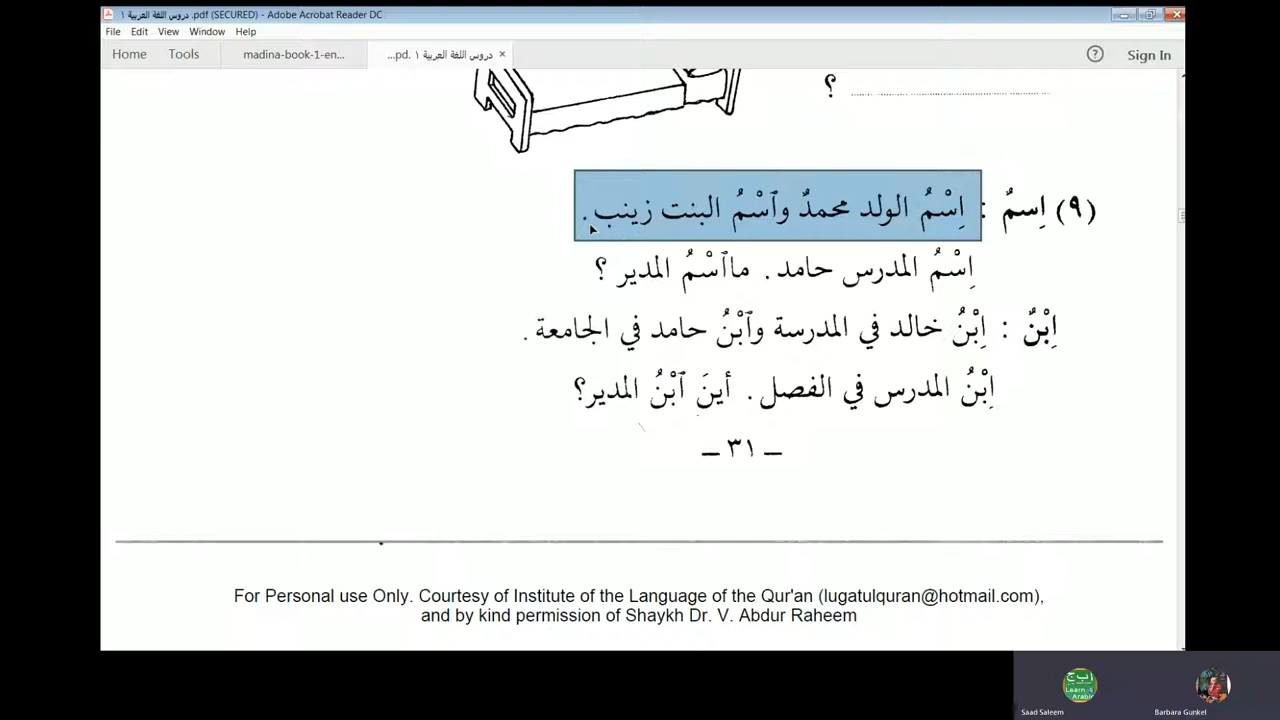 دروس اللغة العربية ١ .pdf (SECURED) - Adobe Acrobat Reader DC
File Edit View Window Help
Home Tools madina-book-1-en... دروس اللغة العربية ١ .pd... × ? Sign In
؟ ........................................
(٩) اِسمٌ : اِسْمُ الولد محمدٌ وٱسْمُ البنت زينب.
اِسْمُ المدرس حامد. ماٱسْمُ المدير ؟
اِبْنٌ : اِبْنُ خالد في المدرسة وٱبْنُ حامد في الجامعة.
اِبْنُ المدرس في الفصل. أينَ ٱبْنُ المدير؟
– ٣١ –
For Personal use Only. Courtesy of Institute of the Language of the Qur'an (lugatulquran@hotmail.com),
and by kind permission of Shaykh Dr. V. Abdur Raheem
أ ب ج
Learn Arabic
Saad Saleem Barbara Gunkel